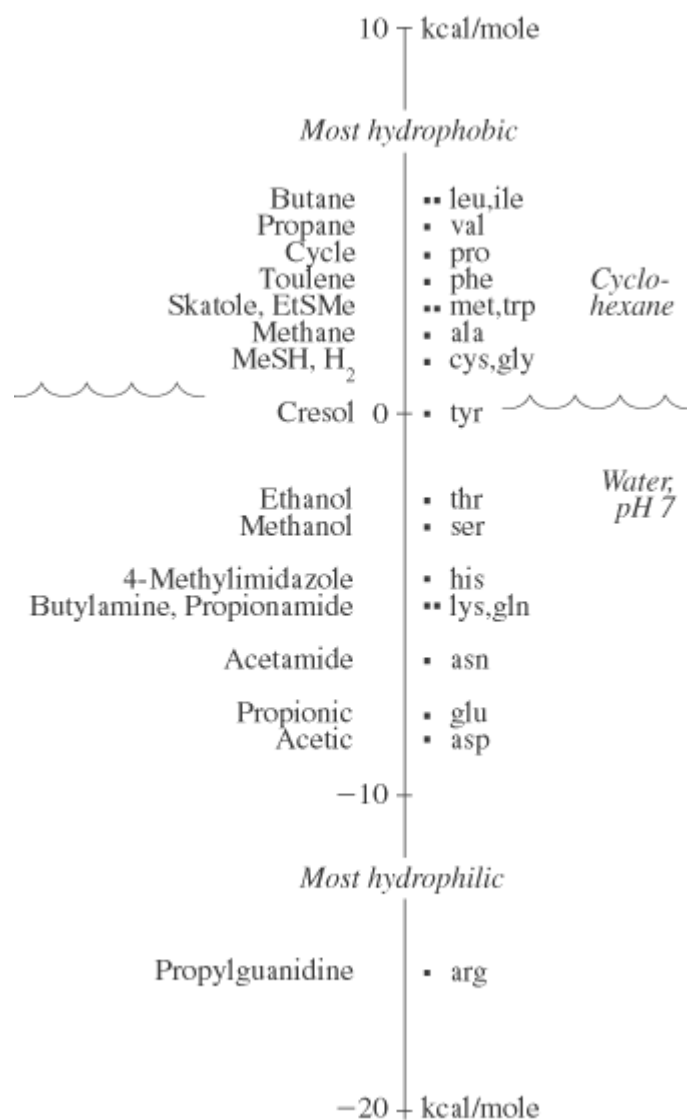 10 kcal/mole
Most hydrophobic
Butane leu,ile
Propane val
Cycle pro
Toulene phe Cyclo-
Skatole, EtSMe met,trp hexane
Methane ala
MeSH, H₂ cys,gly
Cresol 0 tyr
Water,
Ethanol thr pH 7
Methanol ser
4-Methylimidazole his
Butylamine, Propionamide lys,gln
Acetamide asn
Propionic glu
Acetic asp
−10
Most hydrophilic
Propylguanidine arg
−20 kcal/mole